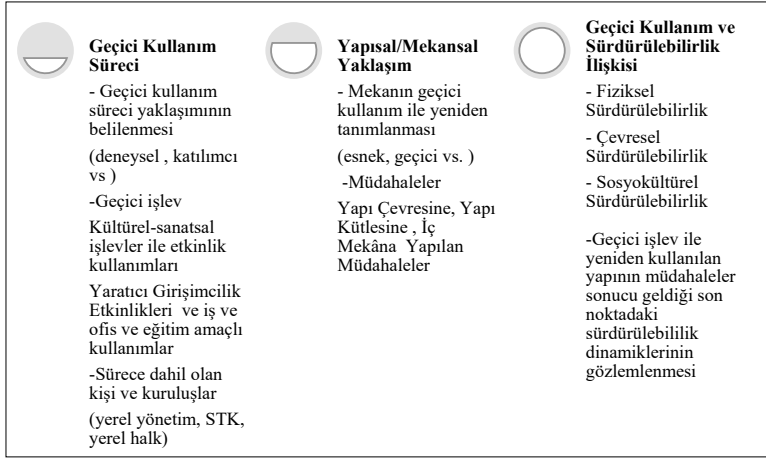 Geçici Kullanım
Süreci
- Geçici kullanım
süreci yaklaşımının
belilenmesi
(deneysel , katılımcı
vs )
-Geçici işlev
Kültürel-sanatsal
işlevler ile etkinlik
kullanımları
Yaratıcı Girişimcilik
Etkinlikleri ve iş ve
ofis ve eğitim amaçlı
kullanımlar
-Sürece dahil olan
kişi ve kuruluşlar
(yerel yönetim, STK,
yerel halk)
Yapısal/Mekansal
Yaklaşım
- Mekanın geçici
kullanım ile yeniden
tanımlanması
(esnek, geçici vs. )
-Müdahaleler
Yapı Çevresine, Yapı
Kütlesine , İç
Mekâna Yapılan
Müdahaleler
Geçici Kullanım ve
Sürdürülebilirlik
İlişkisi
- Fiziksel
Sürdürülebilirlik
- Çevresel
Sürdürülebilirlik
- Sosyokültürel
Sürdürülebilirlik
-Geçici işlev ile
yeniden kullanılan
yapının müdahaleler
sonucu geldiği son
noktadaki
sürdürülebililik
dinamiklerinin
gözlemlenmesi